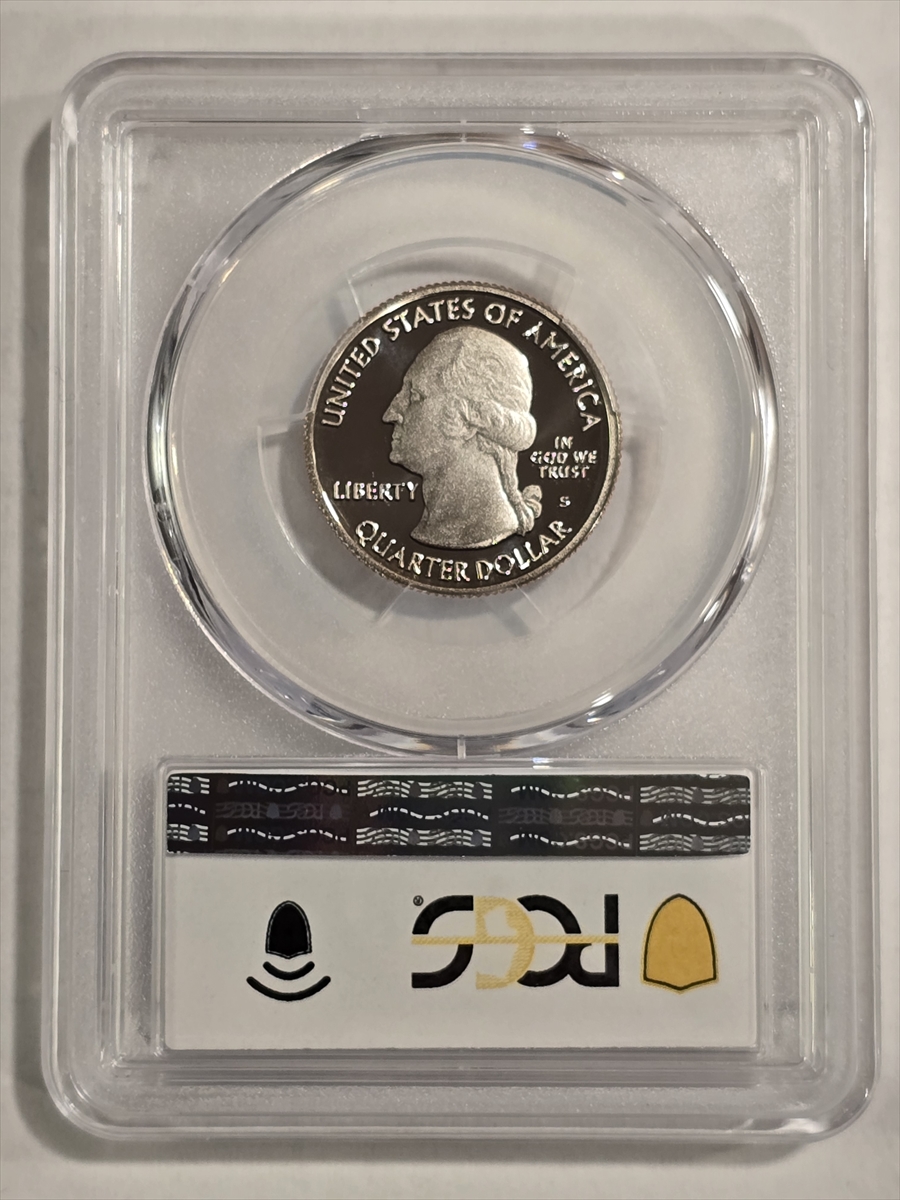 UNITED STATES OF AMERICA
IN
GOD WE
TRUST
LIBERTY
S
QUARTER DOLLAR
PCGS
®